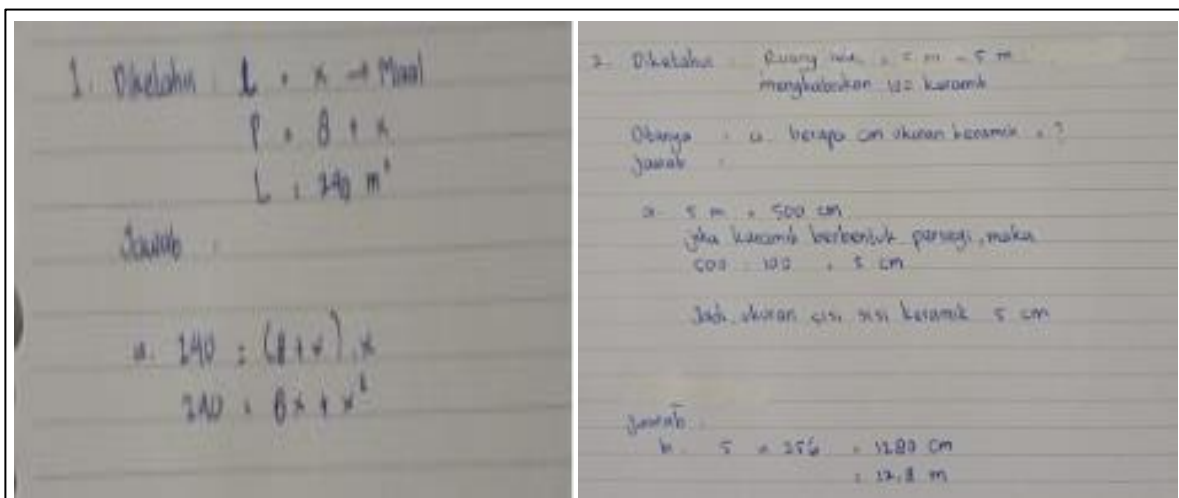 1. Diketahui : L = x → Misal
P = 8 + x
L = 240 m²
Jawab :
a. 240 = (8 + x) . x
240 = 8x + x²
2. Diketahui : Ruang = 5 m × 5 m
menghabiskan 100 keramik
Ditanya : a. berapa cm ukuran keramik = ?
Jawab :
a. 5 m = 500 cm
jika keramik berbentuk persegi, maka
500 : 100 = 5 cm
Jadi, ukuran sisi sisi keramik 5 cm
Jawab :
b. 5 × 256 = 1280 cm
= 12,8 m